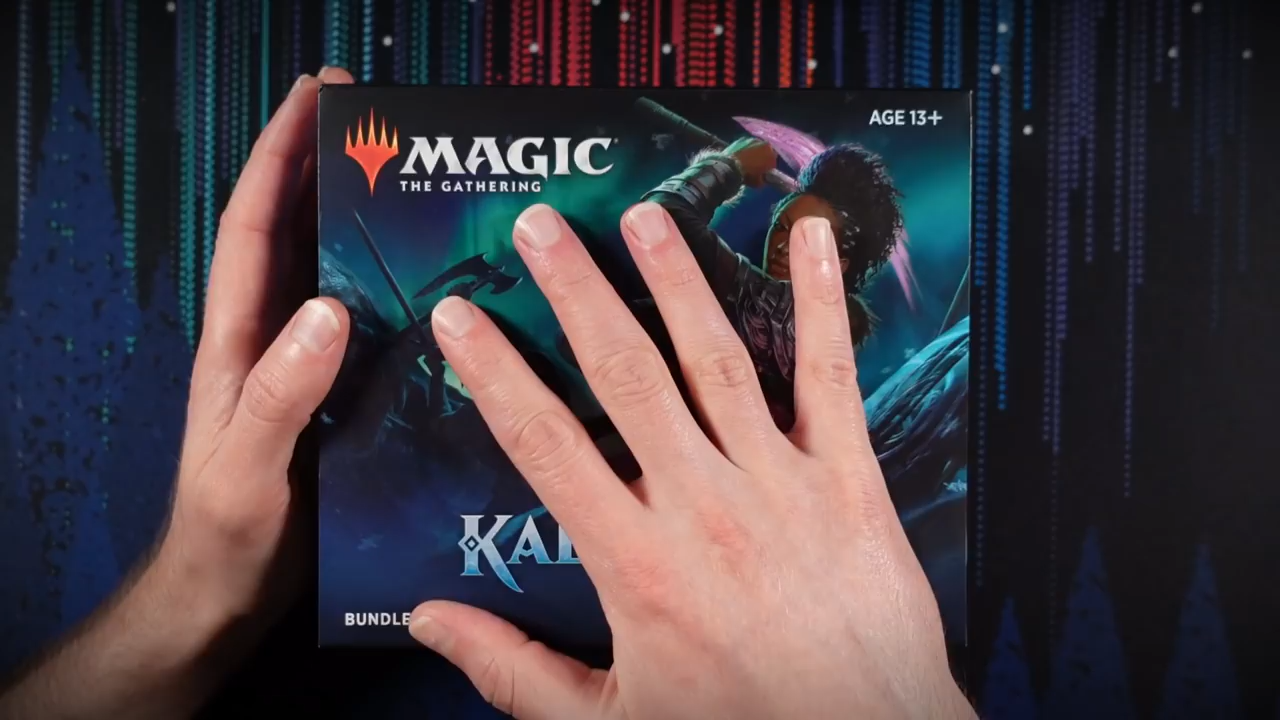 MAGIC
THE GATHERING
AGE 13+
KAL
BUNDLE